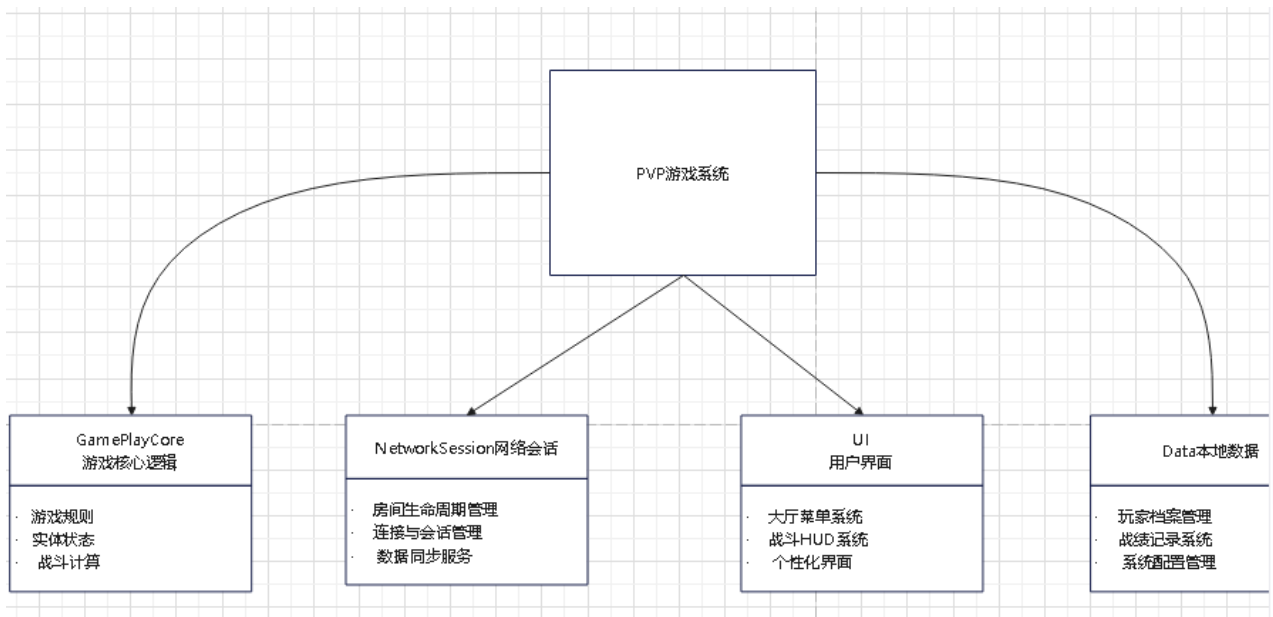 PVP游戏系统
GamePlayCore
游戏核心逻辑
· 游戏规则
· 实体状态
· 战斗计算
NetworkSession网络会话
· 房间生命周期管理
· 连接与会话管理
· 数据同步服务
UI
用户界面
· 大厅菜单系统
· 战斗HUD系统
· 个性化界面
Data本地数据
· 玩家档案管理
· 战绩记录系统
· 系统配置管理